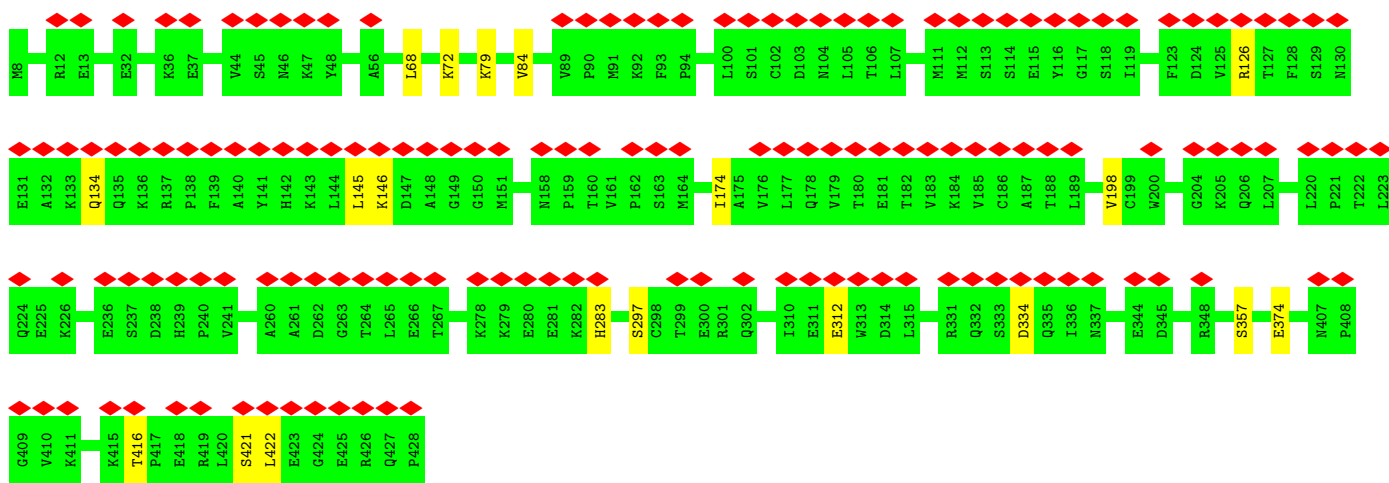 M8 R12 E13 E32 K36 E37 V44 S45 N46 K47 Y48 A56 L68 K72 K79 V84 V89 P90 M91 K92 F93 P94 L100 S101 C102 D103 N104 L105 T106 L107 M111 M112 S113 S114 E115 Y116 G117 S118 I119 F123 D124 V125 R126 T127 F128 S129 N130
E131 A132 K133 Q134 Q135 K136 R137 P138 F139 A140 Y141 H142 K143 L144 L145 K146 D147 A148 G149 G150 M151 N158 P159 T160 V161 P162 S163 M164 I174 A175 V176 L177 Q178 V179 T180 E181 T182 V183 K184 V185 C186 A187 T188 L189 V198 C199 W200 G204 K205 Q206 L207 L220 P221 T222 L223
Q224 E225 K226 E236 S237 D238 H239 P240 V241 A260 A261 D262 G263 T264 L265 E266 T267 K278 K279 E280 E281 K282 H283 S297 C298 T299 E300 R301 Q302 I310 E311 E312 W313 D314 L315 R331 Q332 S333 D334 Q335 I336 N337 E344 D345 R348 S357 E374 N407 P408
G409 V410 K411 K415 T416 P417 E418 R419 L420 S421 L422 E423 G424 E425 R426 Q427 P428